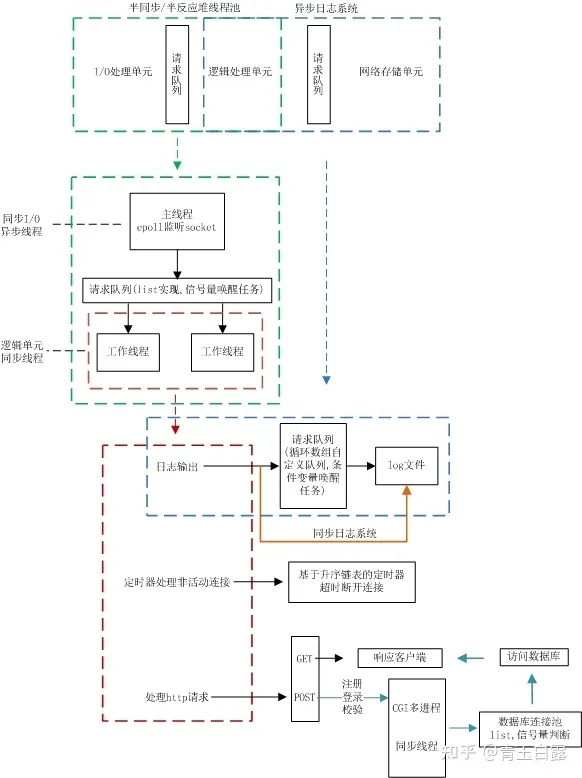 半同步/半反应堆线程池
异步日志系统
I/O处理单元
请求队列
逻辑处理单元
请求队列
网络存储单元
同步I/O
异步线程
主线程
epoll监听socket
请求队列(list实现,信号量唤醒任务)
逻辑单元
同步线程
工作线程
工作线程
日志输出
请求队列
(循环数组自
定义队列,条
件变量唤醒
任务)
log文件
同步日志系统
定时器处理非活动连接
基于升序链表的定时器
超时断开连接
处理http请求
GET
POST
响应客户端
访问数据库
注册
登录
校验
CGI多进程
同步线程
数据库连接池
list,信号量判断
知乎 @青玉白露